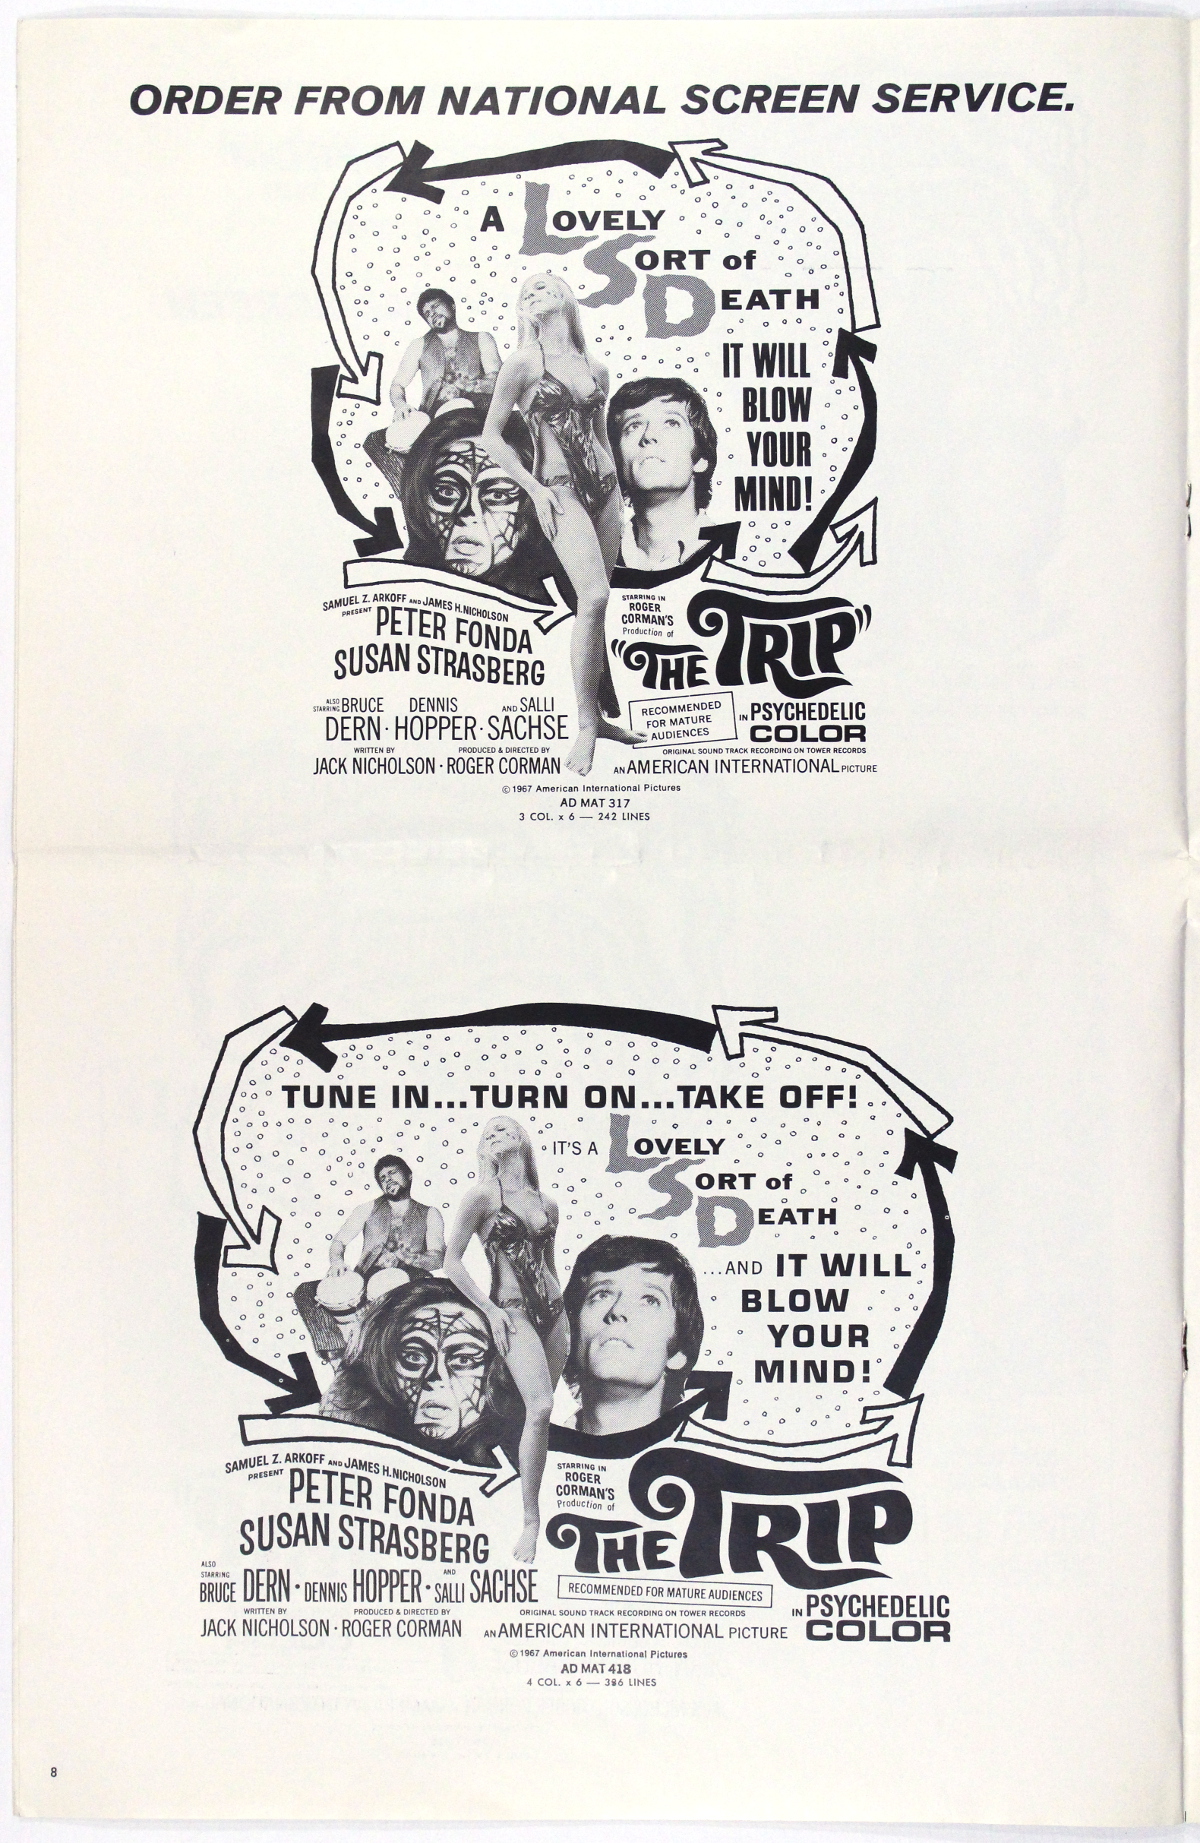 ORDER FROM NATIONAL SCREEN SERVICE.
A LOVELY
SORT of
DEATH
IT WILL
BLOW
YOUR
MIND!
SAMUEL Z. ARKOFF AND JAMES H. NICHOLSON
PRESENT
PETER FONDA
SUSAN STRASBERG
STARRING IN
ROGER
CORMAN'S
Production of
"THE TRIP"
ALSO STARRING BRUCE DERN · DENNIS HOPPER · AND SALLI SACHSE
RECOMMENDED
FOR MATURE
AUDIENCES
IN PSYCHEDELIC
COLOR
WRITTEN BY PRODUCED & DIRECTED BY
JACK NICHOLSON · ROGER CORMAN
ORIGINAL SOUND TRACK RECORDING ON TOWER RECORDS
AN AMERICAN INTERNATIONAL PICTURE
© 1967 American International Pictures
AD MAT 317
3 COL. x 6 — 242 LINES
TUNE IN...TURN ON...TAKE OFF!
IT'S A LOVELY
SORT of
DEATH
...AND IT WILL
BLOW
YOUR
MIND!
SAMUEL Z. ARKOFF AND JAMES H. NICHOLSON
PRESENT
PETER FONDA
SUSAN STRASBERG
STARRING IN
ROGER
CORMAN'S
Production of
THE TRIP
ALSO
STARRING
BRUCE DERN · DENNIS HOPPER · AND SALLI SACHSE
RECOMMENDED FOR MATURE AUDIENCES
WRITTEN BY PRODUCED & DIRECTED BY
JACK NICHOLSON · ROGER CORMAN
ORIGINAL SOUND TRACK RECORDING ON TOWER RECORDS
AN AMERICAN INTERNATIONAL PICTURE
IN PSYCHEDELIC
COLOR
© 1967 American International Pictures
AD MAT 418
4 COL. x 6 — 386 LINES
8